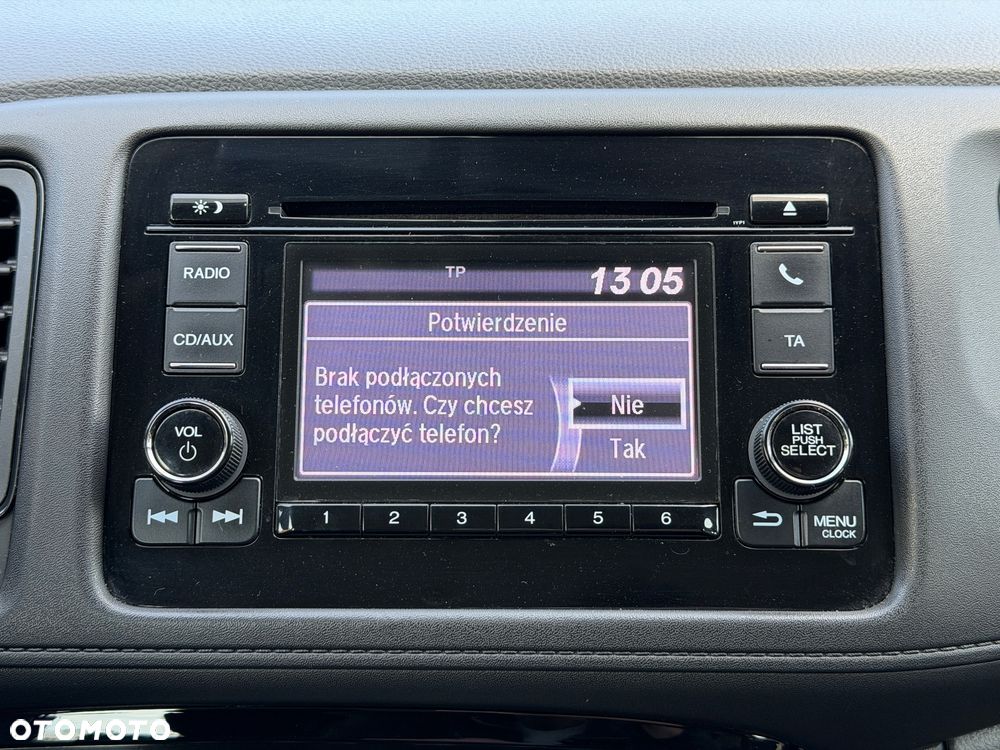 RADIO
CD/AUX
VOL
TP
13 05
Potwierdzenie
Brak podłączonych
telefonów. Czy chcesz
podłączyć telefon?
Nie
Tak
1 2 3 4 5 6
TA
LIST
PUSH
SELECT
MENU
CLOCK
OTOMOTO